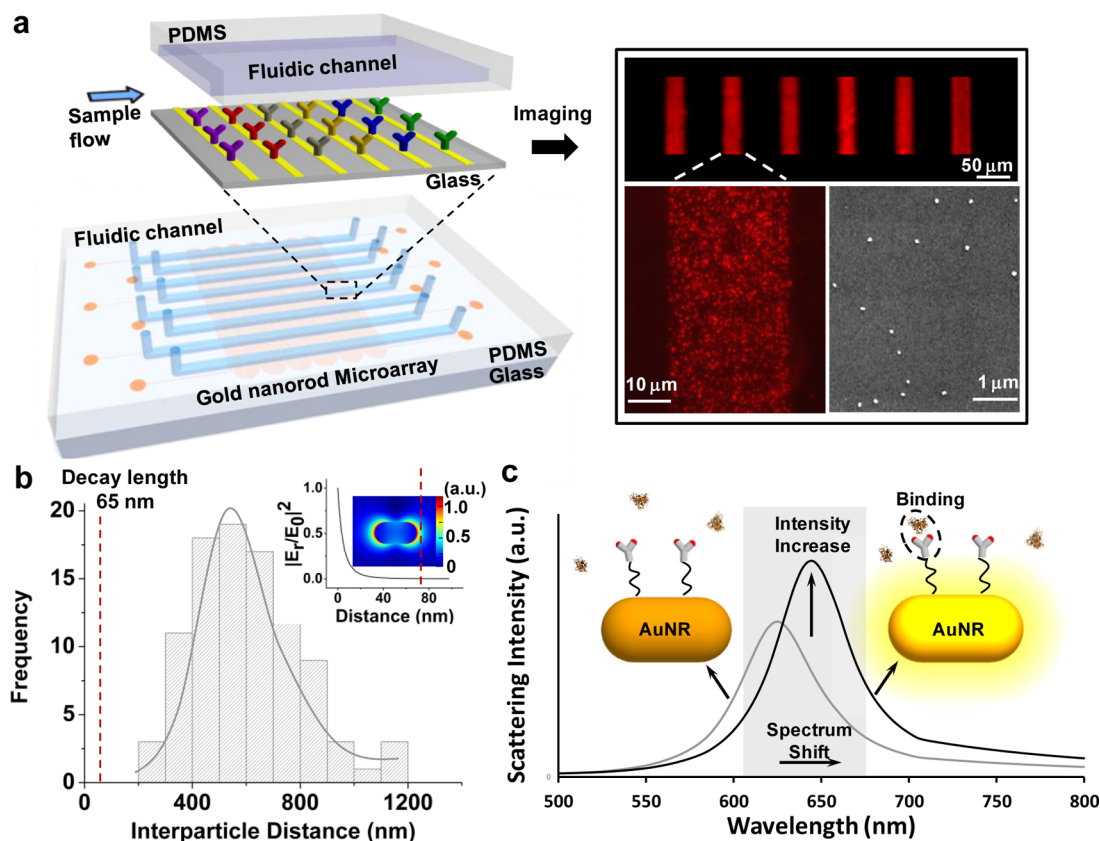 a
PDMS
Fluidic channel
Sample
flow
Glass
Imaging
Fluidic channel
PDMS
Glass
Gold nanorod Microarray
50 μm
10 μm
1 μm
b
Decay length
65 nm
20
15
10
5
0
Frequency
0
400
800
1200
Interparticle Distance (nm)
|Er/E0|2
1.0
0.5
0.0
0
40
80
Distance (nm)
(a.u.)
1.0
0.5
0
c
Scattering Intensity (a.u.)
0
Intensity
Increase
Binding
AuNR
AuNR
Spectrum
Shift
500
550
600
650
700
750
800
Wavelength (nm)